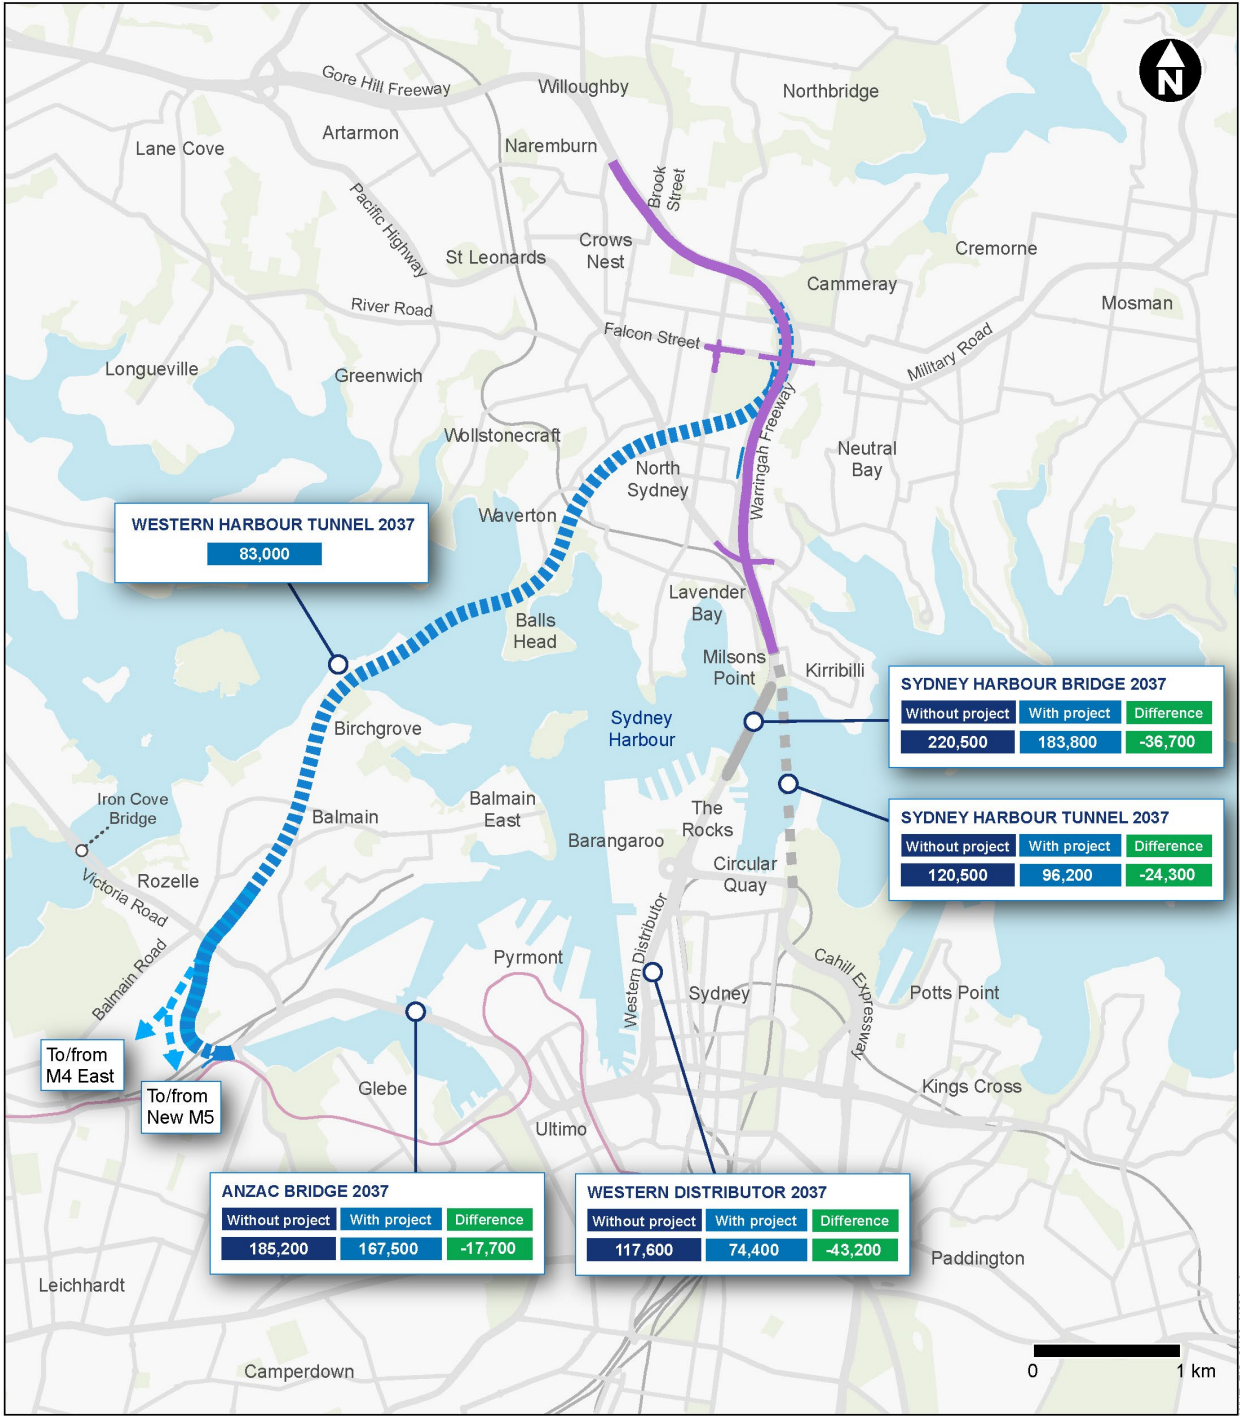 N
Gore Hill Freeway
Willoughby
Northbridge
Artarmon
Lane Cove
Naremburn
Brook
Street
Pacific Highway
Crows
Nest
St Leonards
Cremorne
Cammeray
Mosman
River Road
Falcon Street
Military Road
Longueville
Greenwich
Wollstonecraft
Warringah Freeway
Neutral
Bay
North
Sydney
Waverton
WESTERN HARBOUR TUNNEL 2037
83,000
Lavender
Bay
Balls
Head
Milsons
Point
Kirribilli
SYDNEY HARBOUR BRIDGE 2037
Without project With project Difference
220,500 183,800 -36,700
Sydney
Harbour
Birchgrove
Iron Cove
Bridge
Balmain
Balmain
East
The
Rocks
Barangaroo
SYDNEY HARBOUR TUNNEL 2037
Without project With project Difference
120,500 96,200 -24,300
Circular
Quay
Rozelle
Victoria Road
Western Distributor
Balmain Road
Pyrmont
Sydney
Cahill Expressway
Potts Point
To/from
M4 East
To/from
New M5
Glebe
Kings Cross
Ultimo
ANZAC BRIDGE 2037
Without project With project Difference
185,200 167,500 -17,700
WESTERN DISTRIBUTOR 2037
Without project With project Difference
117,600 74,400 -43,200
Paddington
Leichhardt
Camperdown
0 1 km